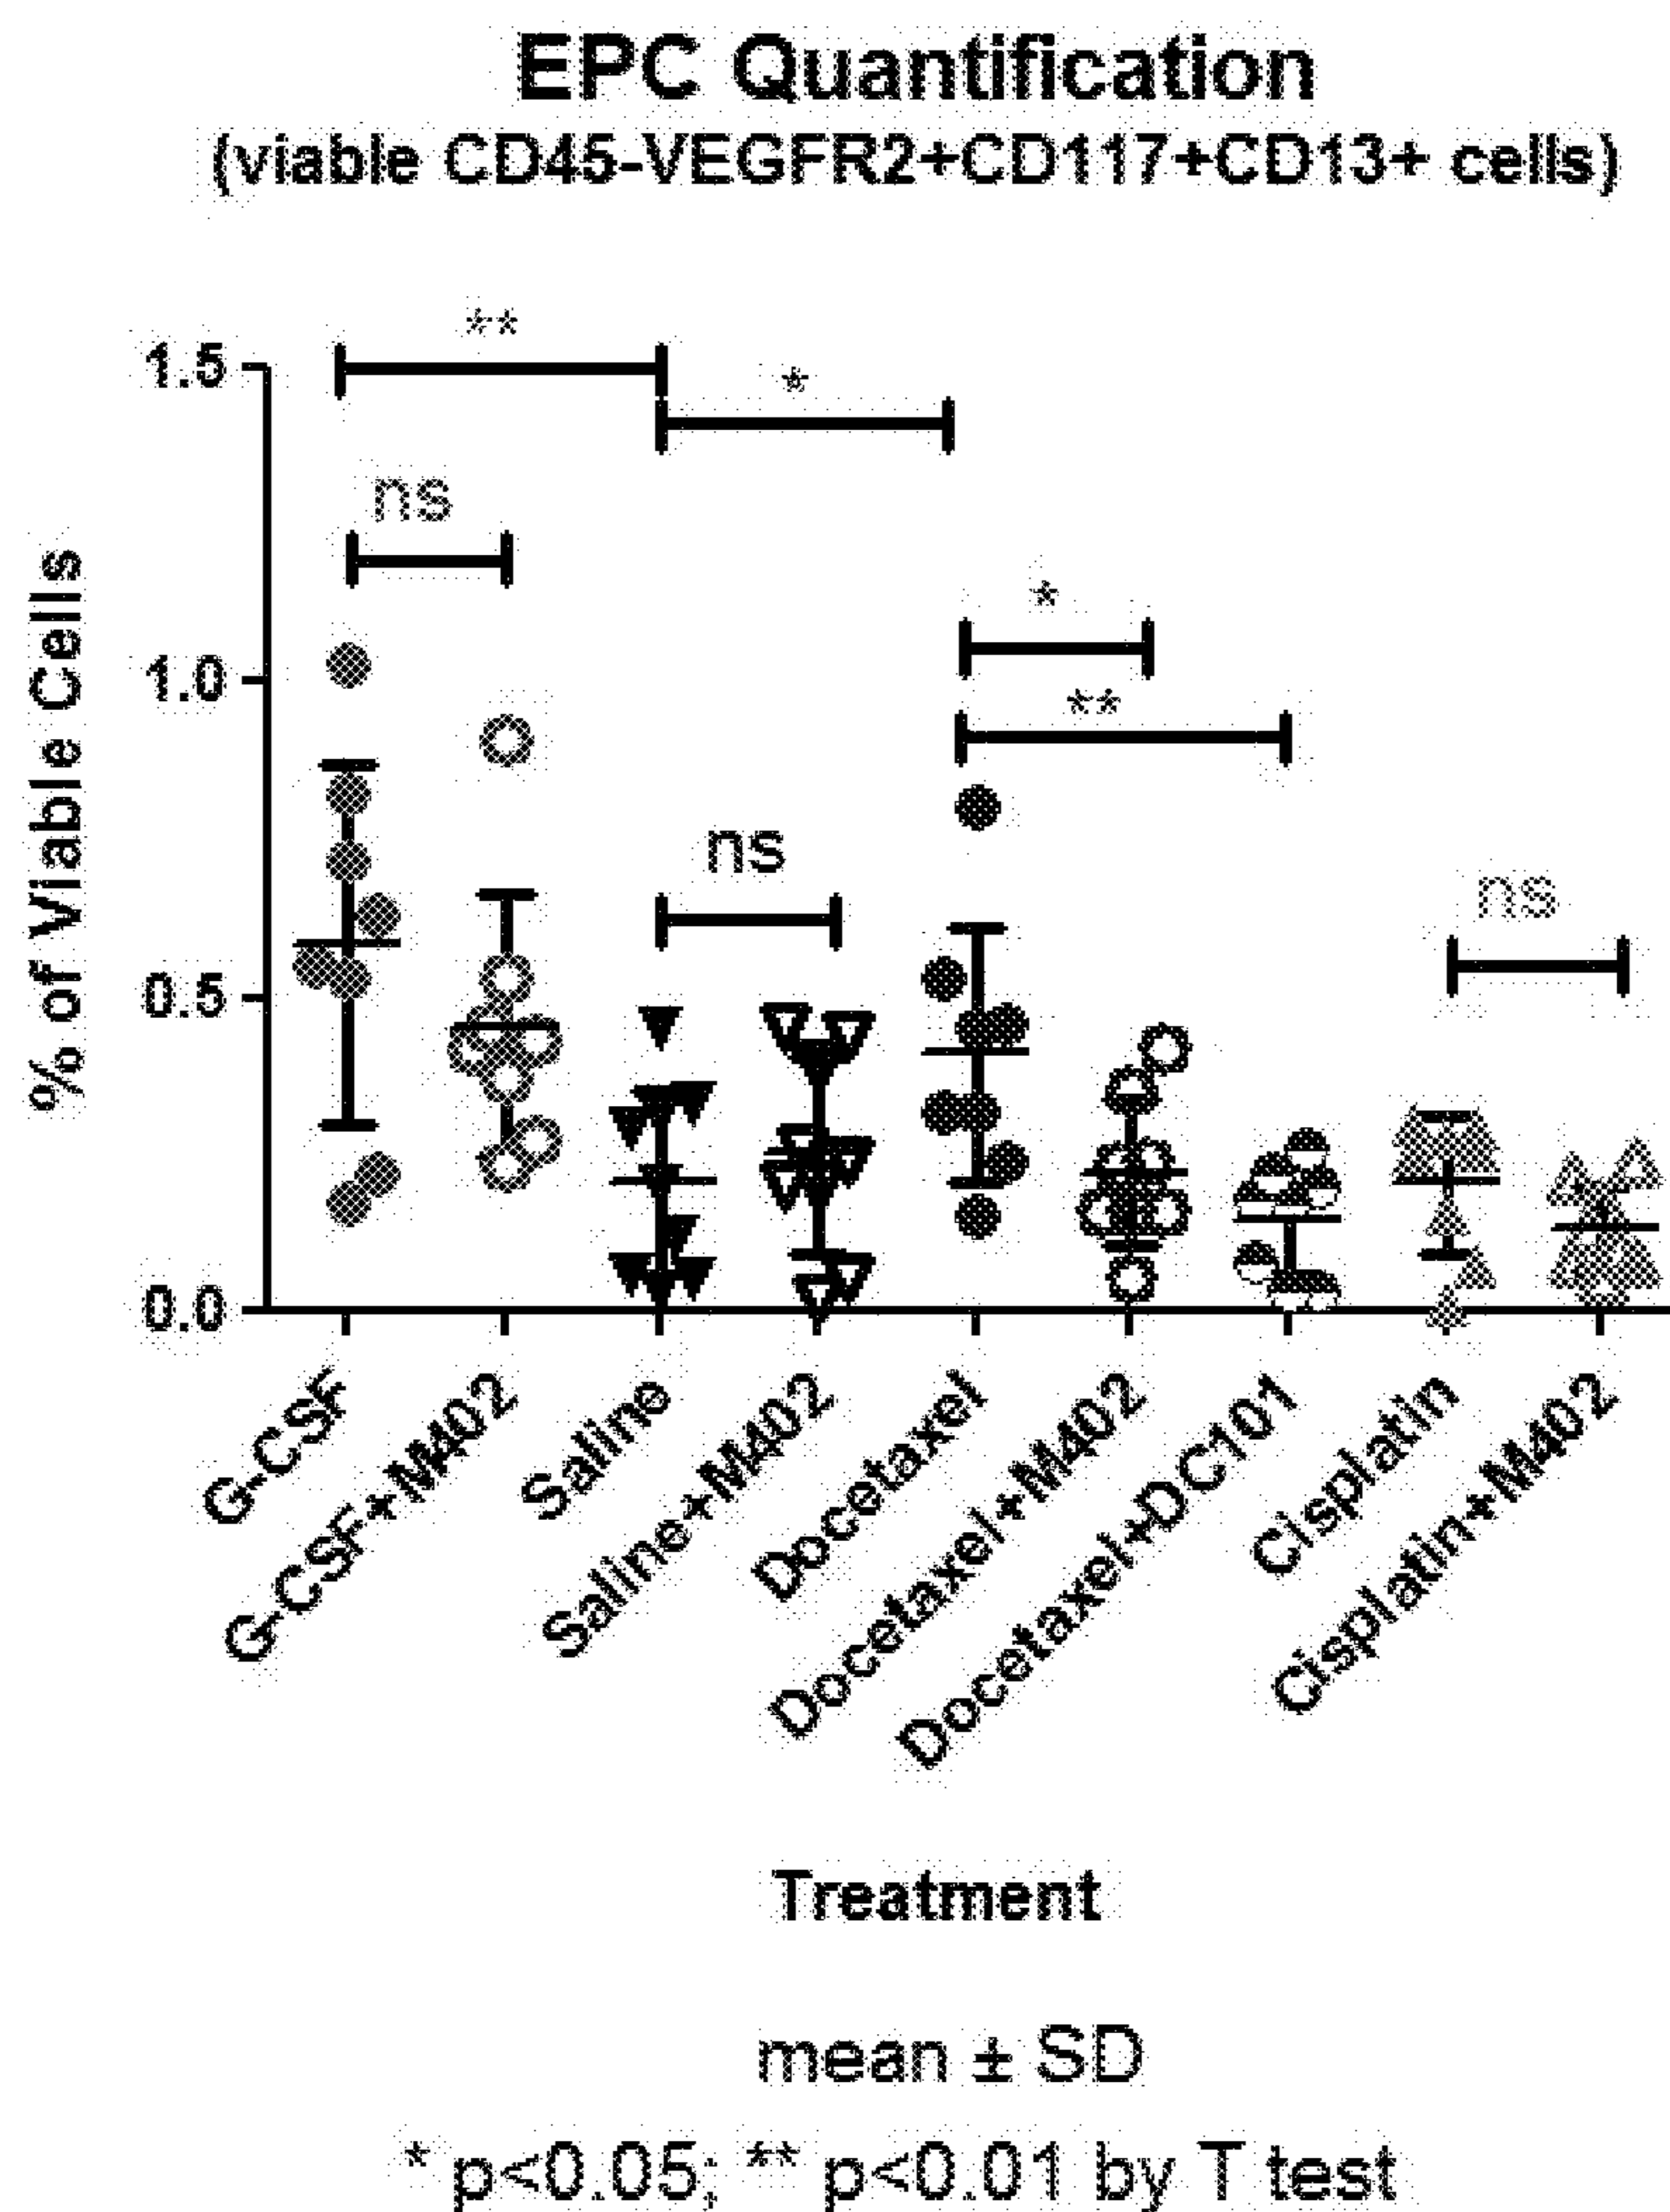 EPC Quantification
(viable CD45-VEGFR2+CD117+CD13+ cells)
**
1.5
*
ns
*
1.0
**
% of Viable Cells
ns
ns
0.5
0.0
G-CSF
G-CSF+M402
Saline
Saline+M402
Docetaxel
Docetaxel+M402
Docetaxel+DC101
Cisplatin
Cisplatin+M402
Treatment
mean ± SD
* p<0.05; ** p<0.01 by T test